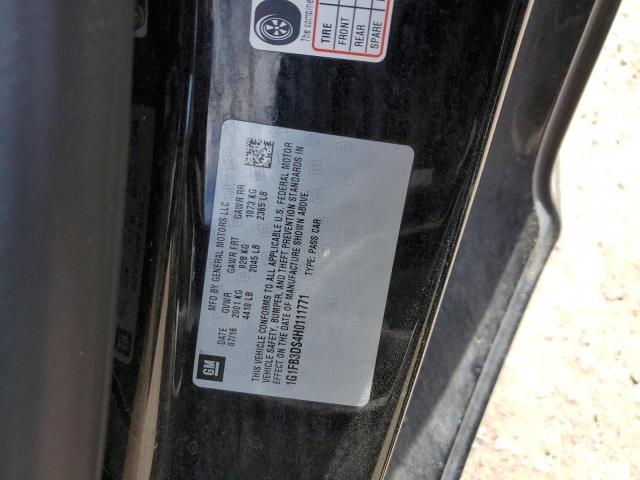 The combine
TIRE
FRONT
REAR
SPARE
MFD BY GENERAL MOTORS LLC
DATE GVWR GAWR FRT GAWR RR
07/16 2001 KG 928 KG 1073 KG
4410 LB 2045 LB 2365 LB
THIS VEHICLE CONFORMS TO ALL APPLICABLE U.S. FEDERAL MOTOR
VEHICLE SAFETY, BUMPER, AND THEFT PREVENTION STANDARDS IN
EFFECT ON THE DATE OF MANUFACTURE SHOWN ABOVE.
1G1FB3DS4H0111771 TYPE: PASS CAR
GM